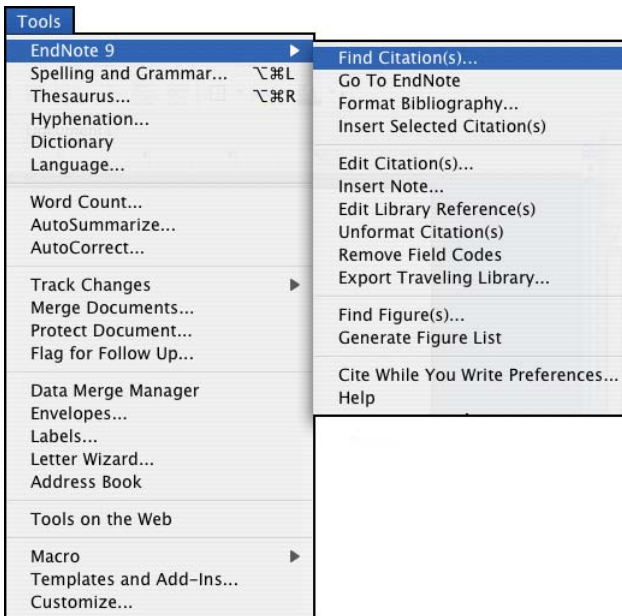 Tools
EndNote 9
Spelling and Grammar... ⌥⌘L
Thesaurus... ⌥⌘R
Hyphenation...
Dictionary
Language...
Word Count...
AutoSummarize...
AutoCorrect...
Track Changes
Merge Documents...
Protect Document...
Flag for Follow Up...
Data Merge Manager
Envelopes...
Labels...
Letter Wizard...
Address Book
Tools on the Web
Macro
Templates and Add-Ins...
Customize...
Find Citation(s)...
Go To EndNote
Format Bibliography...
Insert Selected Citation(s)
Edit Citation(s)...
Insert Note...
Edit Library Reference(s)
Unformat Citation(s)
Remove Field Codes
Export Traveling Library...
Find Figure(s)...
Generate Figure List
Cite While You Write Preferences...
Help